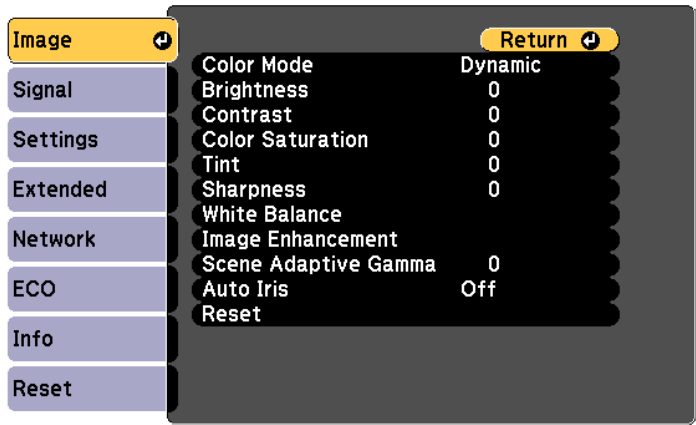 Image
Signal
Settings
Extended
Network
ECO
Info
Reset
Return
Color Mode Dynamic
Brightness 0
Contrast 0
Color Saturation 0
Tint 0
Sharpness 0
White Balance
Image Enhancement
Scene Adaptive Gamma 0
Auto Iris Off
Reset